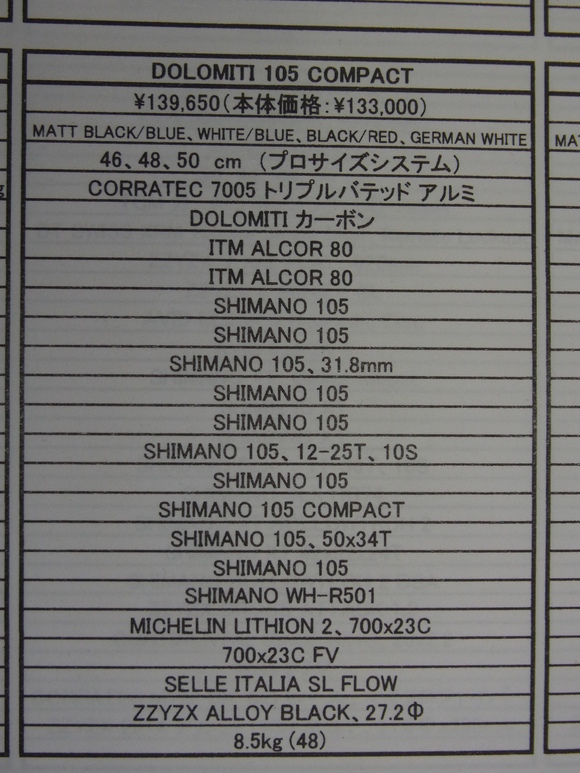 DOLOMITI 105 COMPACT
¥139,650(本体価格:¥133,000)
MATT BLACK/BLUE、WHITE/BLUE、BLACK/RED、GERMAN WHITE
46、48、50 cm (プロサイズシステム)
CORRATEC 7005 トリプルバテッド アルミ
DOLOMITI カーボン
ITM ALCOR 80
ITM ALCOR 80
SHIMANO 105
SHIMANO 105
SHIMANO 105、31.8mm
SHIMANO 105
SHIMANO 105
SHIMANO 105、12-25T、10S
SHIMANO 105
SHIMANO 105 COMPACT
SHIMANO 105、50x34T
SHIMANO 105
SHIMANO WH-R501
MICHELIN LITHION 2、700x23C
700x23C FV
SELLE ITALIA SL FLOW
ZZYZX ALLOY BLACK、27.2Φ
8.5kg (48)